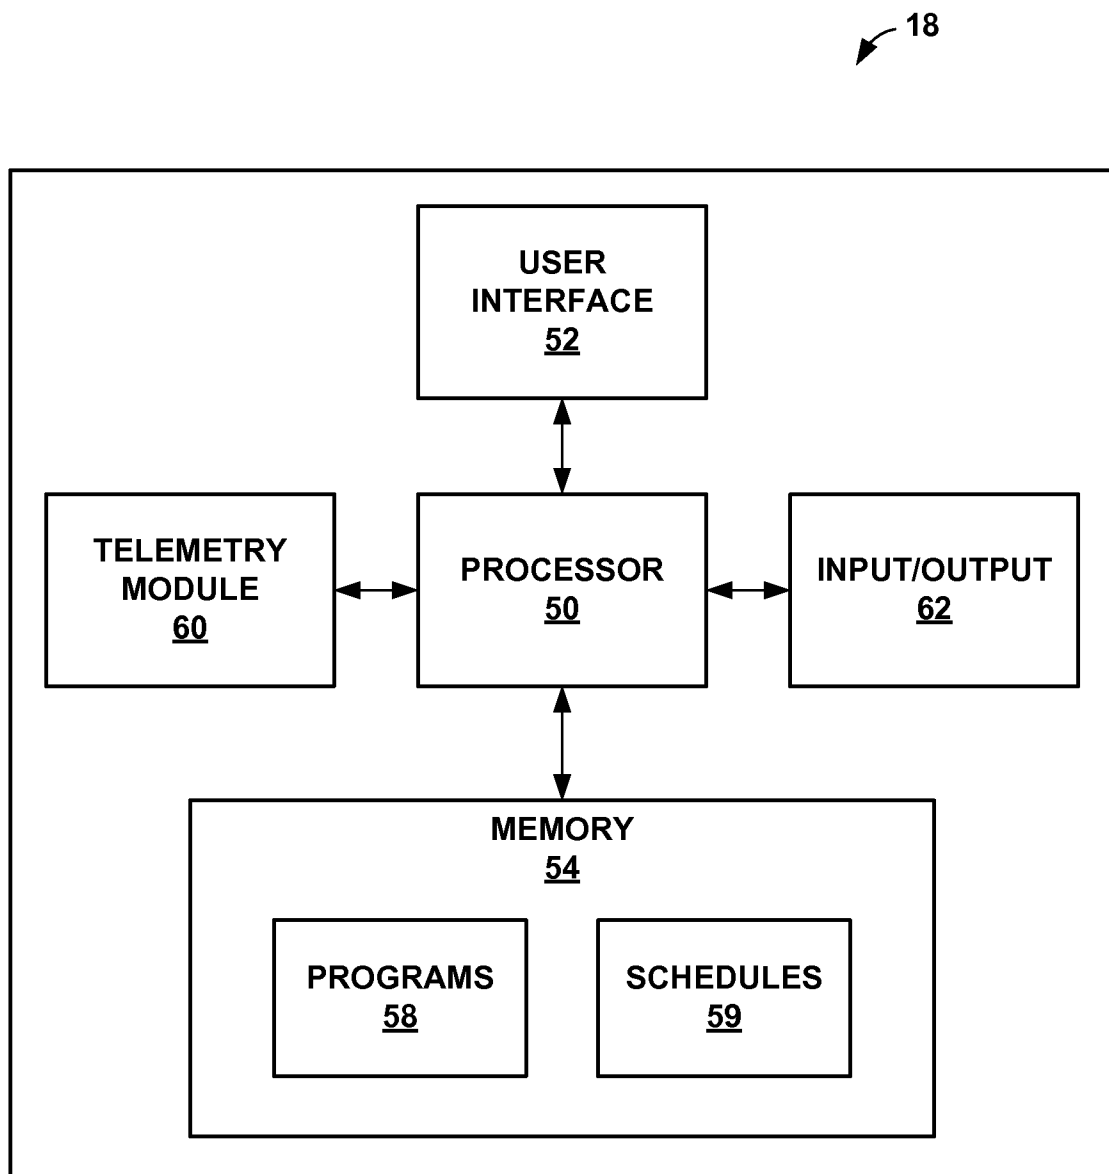 18
USER
INTERFACE
52
TELEMETRY
MODULE
60
PROCESSOR
50
INPUT/OUTPUT
62
MEMORY
54
PROGRAMS
58
SCHEDULES
59